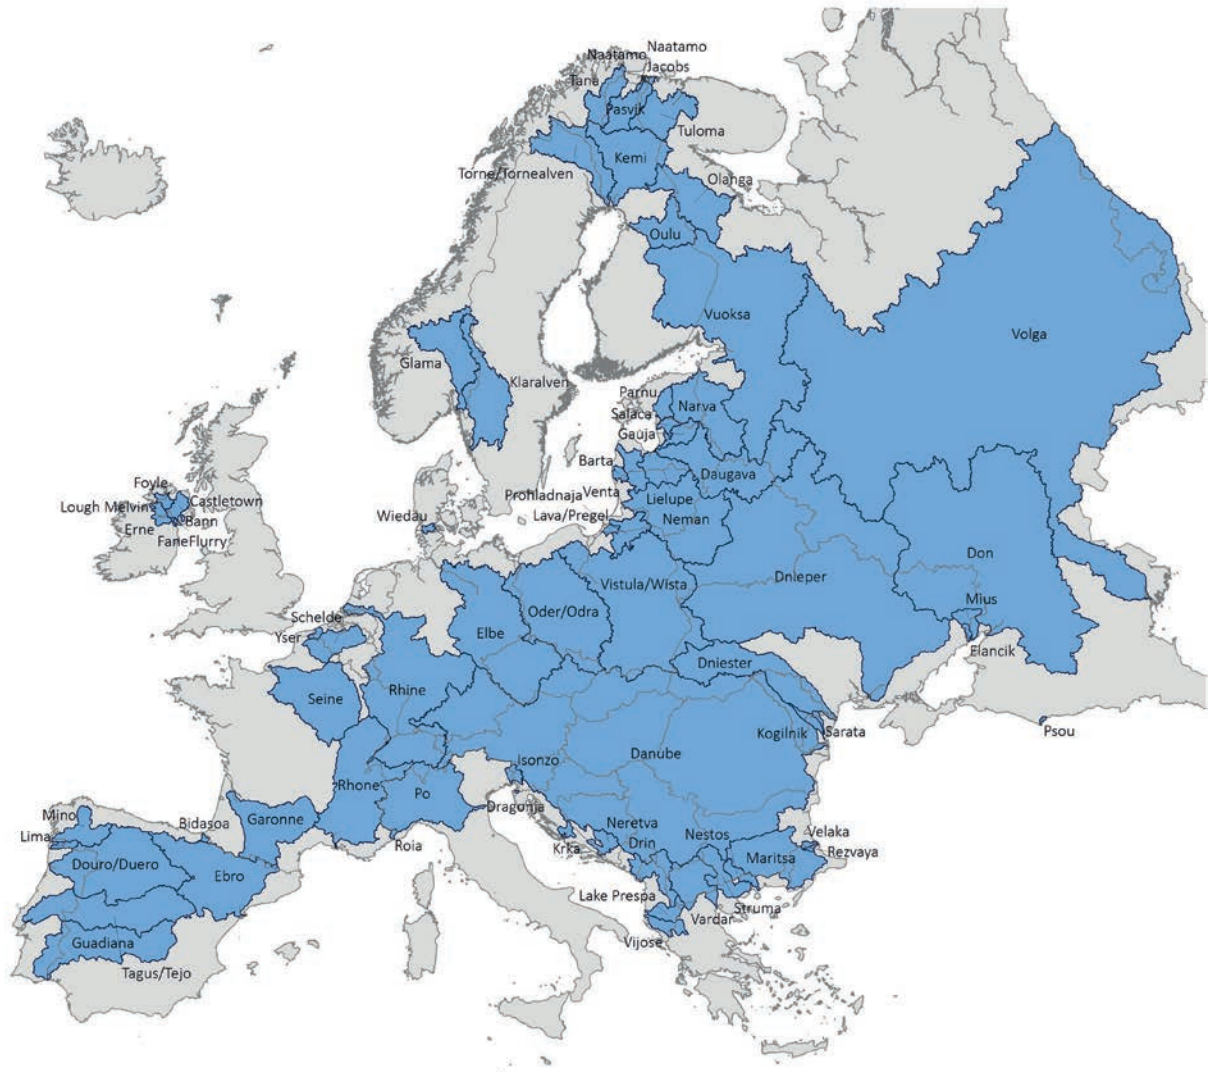 Naatamo
Naatamo
Jacobs
Tana
Pasvik
Tuloma
Kemi
Torne/Tornealven
Olanga
Oulu
Vuoksa
Volga
Glama
Klaralven
Parnu
Narva
Salaca
Gauja
Barta
Daugava
Foyle
Castletown
Lough Melvin
Erne
Bann
FaneFlurry
Wiedau
Prohladnaja
Venta
Lielupe
Lava/Pregel
Neman
Don
Vistula/Wista
Dnieper
Mius
Elancik
Schelde
Yser
Elbe
Oder/Odra
Dniester
Seine
Rhine
Kogilnik
Sarata
Psou
Danube
Isonzo
Rhone
Po
Dragonja
Mino
Lima
Bidasoa
Garonne
Roia
Krka
Neretva
Drin
Nestos
Velaka
Rezvaya
Maritsa
Douro/Duero
Ebro
Lake Prespa
Vardar
Struma
Vijose
Guadiana
Tagus/Tejo